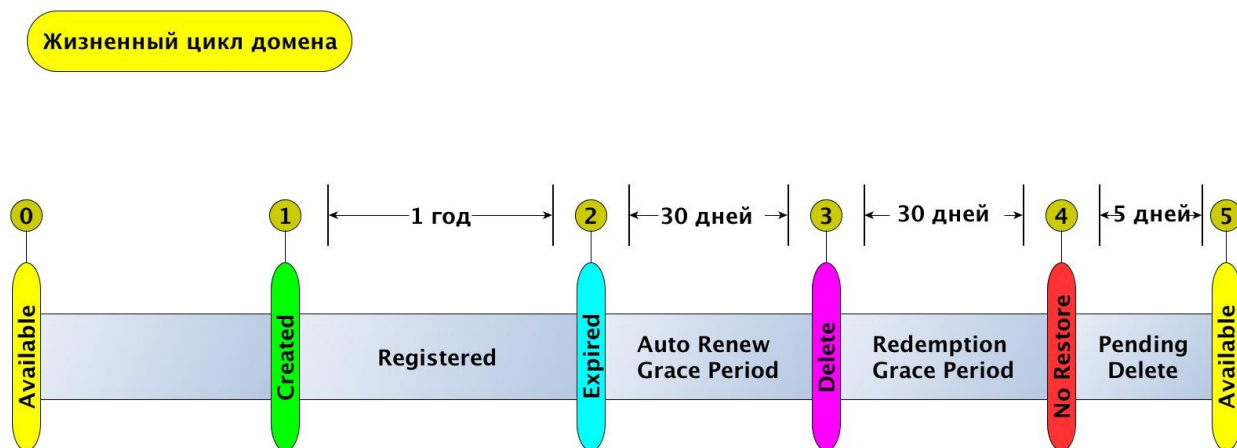 Жизненный цикл домена
0
1
1 год
2
30 дней
3
30 дней
4
5 дней
5
Available
Created
Registered
Expired
Auto Renew
Grace Period
Delete
Redemption
Grace Period
No Restore
Pending
Delete
Available